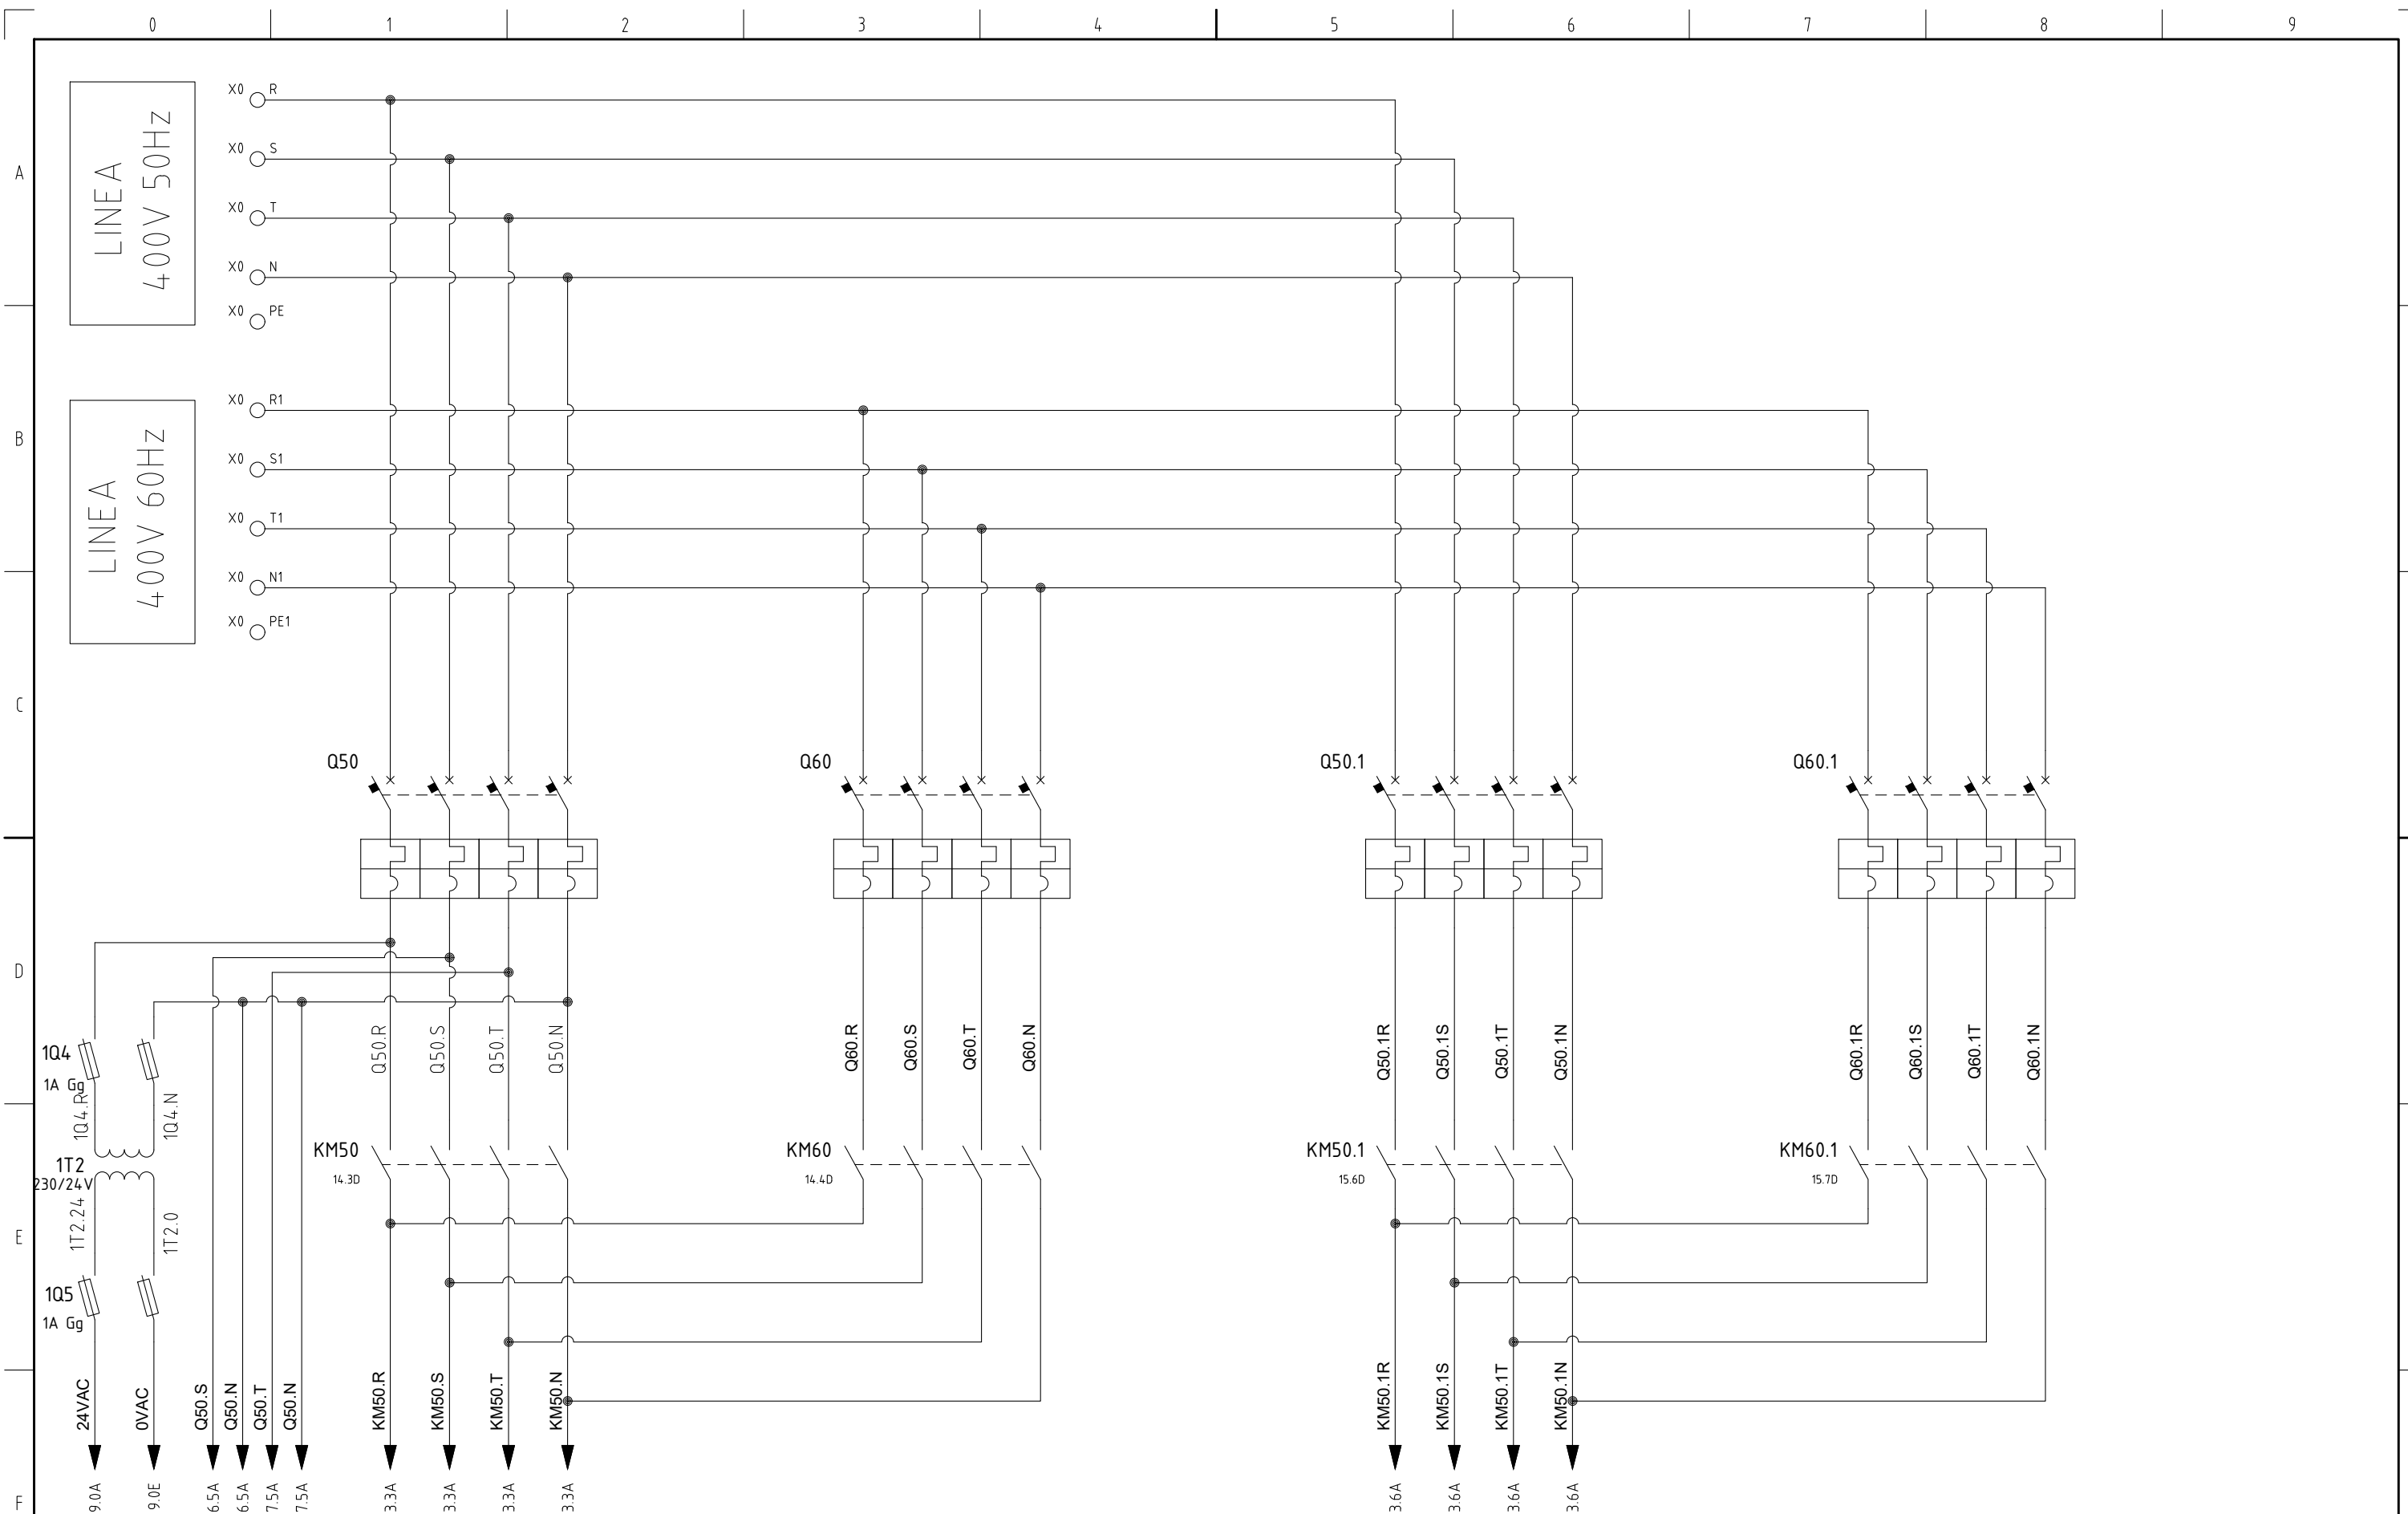 0 1 2 3 4 5 6 7 8 9
A
B
C
D
E
F
LINEA
400V 50Hz
X0 R
X0 S
X0 T
X0 N
X0 PE
LINEA
400V 60HZ
X0 R1
X0 S1
X0 T1
X0 N1
X0 PE1
Q50
Q60
Q50.1
Q60.1
Q50.R
Q50.S
Q50.T
Q50.N
Q60.R
Q60.S
Q60.T
Q60.N
Q50.1R
Q50.1S
Q50.1T
Q50.1N
Q60.1R
Q60.1S
Q60.1T
Q60.1N
1Q4
1A Gg
1Q4.R
1Q4.N
1T2
230/24V
1T2.24
1T2.0
1Q5
1A Gg
KM50
14.3D
KM60
14.4D
KM50.1
15.6D
KM60.1
15.7D
24VAC
0VAC
Q50.S
Q50.N
Q50.T
Q50.N
KM50.R
KM50.S
KM50.T
KM50.N
KM50.1R
KM50.1S
KM50.1T
KM50.1N
9.0A
9.0E
6.5A
6.5A
7.5A
7.5A
3.3A
3.3A
3.3A
3.3A
3.6A
3.6A
3.6A
3.6A